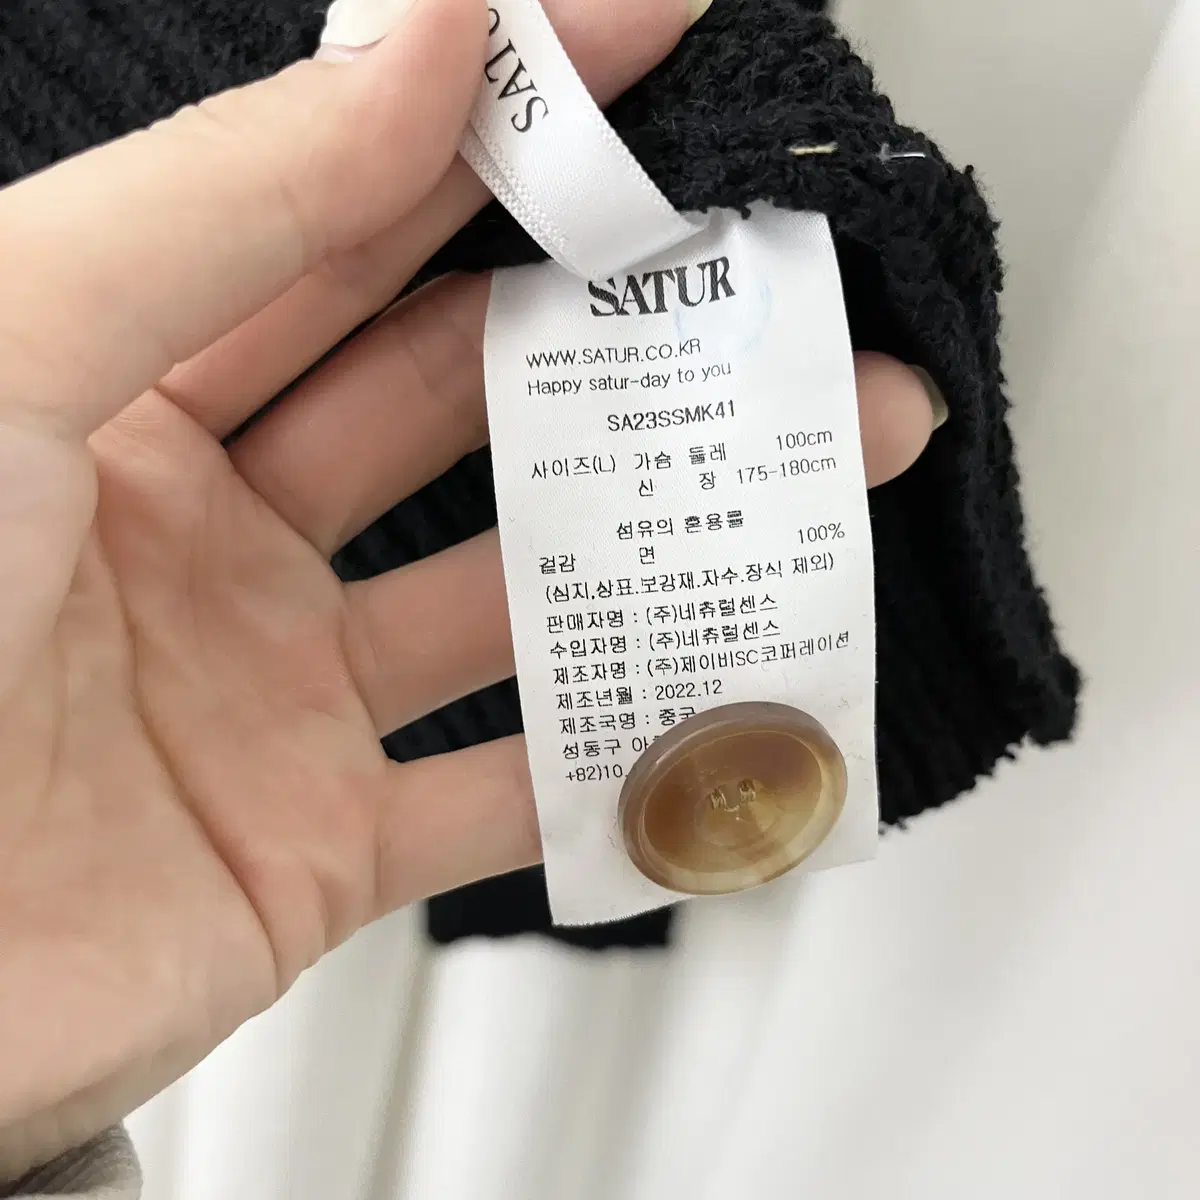 SATUR
WWW.SATUR.CO.KR
Happy satur-day to you
SA23SSMK41
사이즈(L) 가슴 둘레 100cm
신 장 175-180cm
섬유의 혼용률
겉감 면 100%
(심지.상표.보강재.자수.장식 제외)
판매자명 : (주)네츄럴센스
수입자명 : (주)네츄럴센스
제조자명 : (주)제이비SC코퍼레이션
제조년월 : 2022.12
제조국명 : 중국
성동구
+82)10